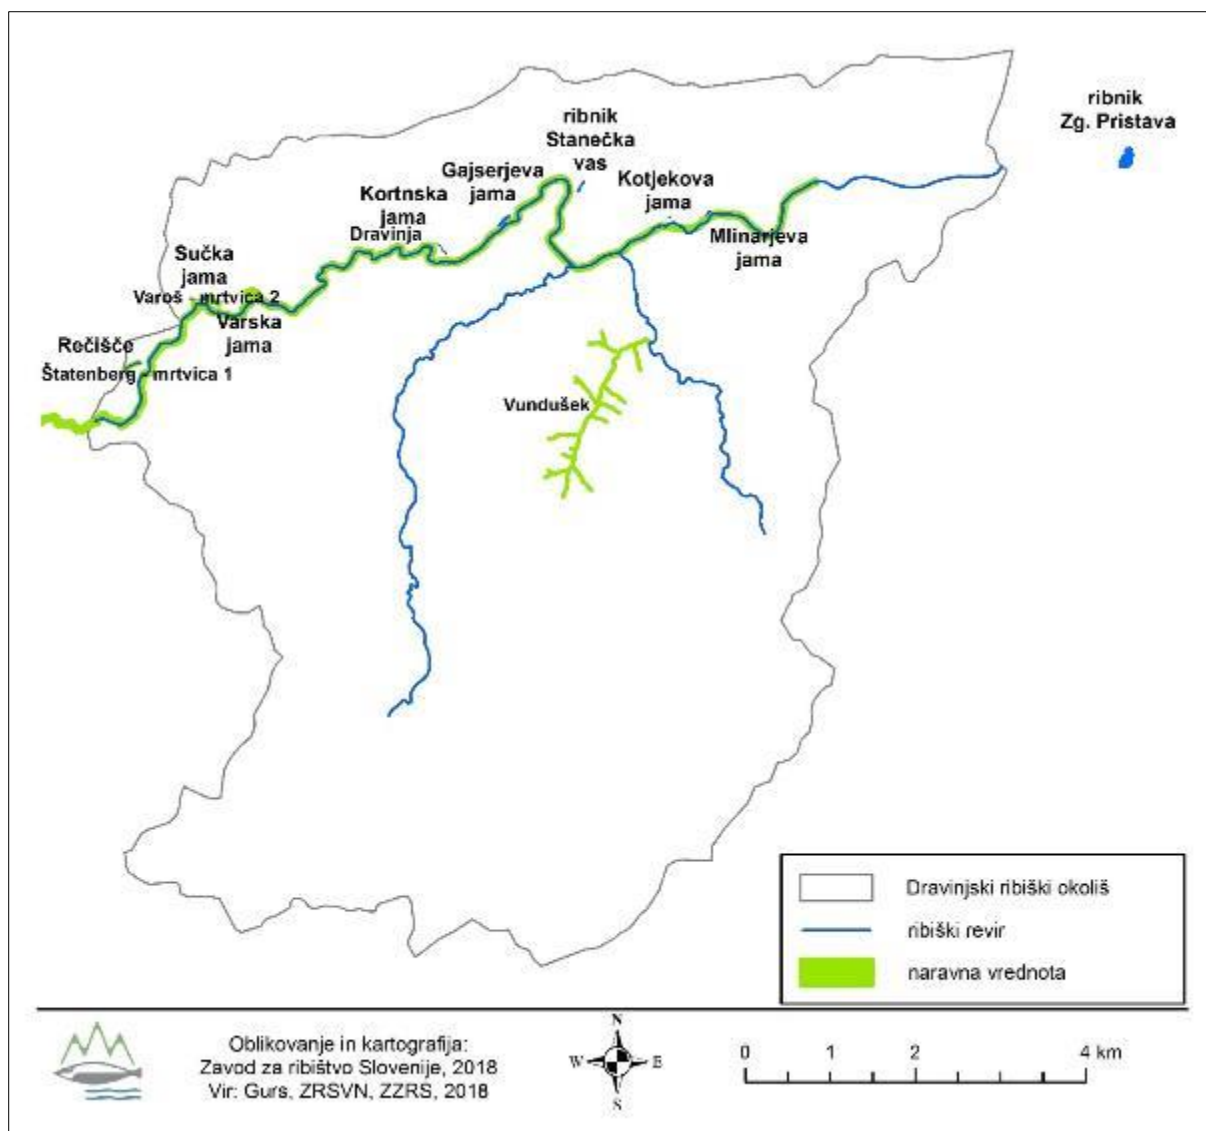 ribnik
Zg. Pristava
ribnik
Stanečka
vas
Gajserjeva
jama
Kotjekova
jama
Kortnska
jama
Dravinja
Mlinarjeva
jama
Sučka
jama
Varoš - mrtvica 2
Varska
jama
Rečišče
Štatenberg - mrtvica 1
Vundušek
Dravinjski ribiški okoliš
ribiški revir
naravna vrednota
Oblikovanje in kartografija:
Zavod za ribištvo Slovenije, 2018
Vir: Gurs, ZRSVN, ZZRS, 2018
N
W E
S
0 1 2 4 km